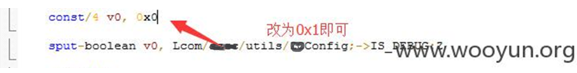 const/4 v0, 0x0
改为0x1即可
sput-boolean v0, Lcom/ /utils/ Config;->IS_DEBUG:Z
www.wooyun.org